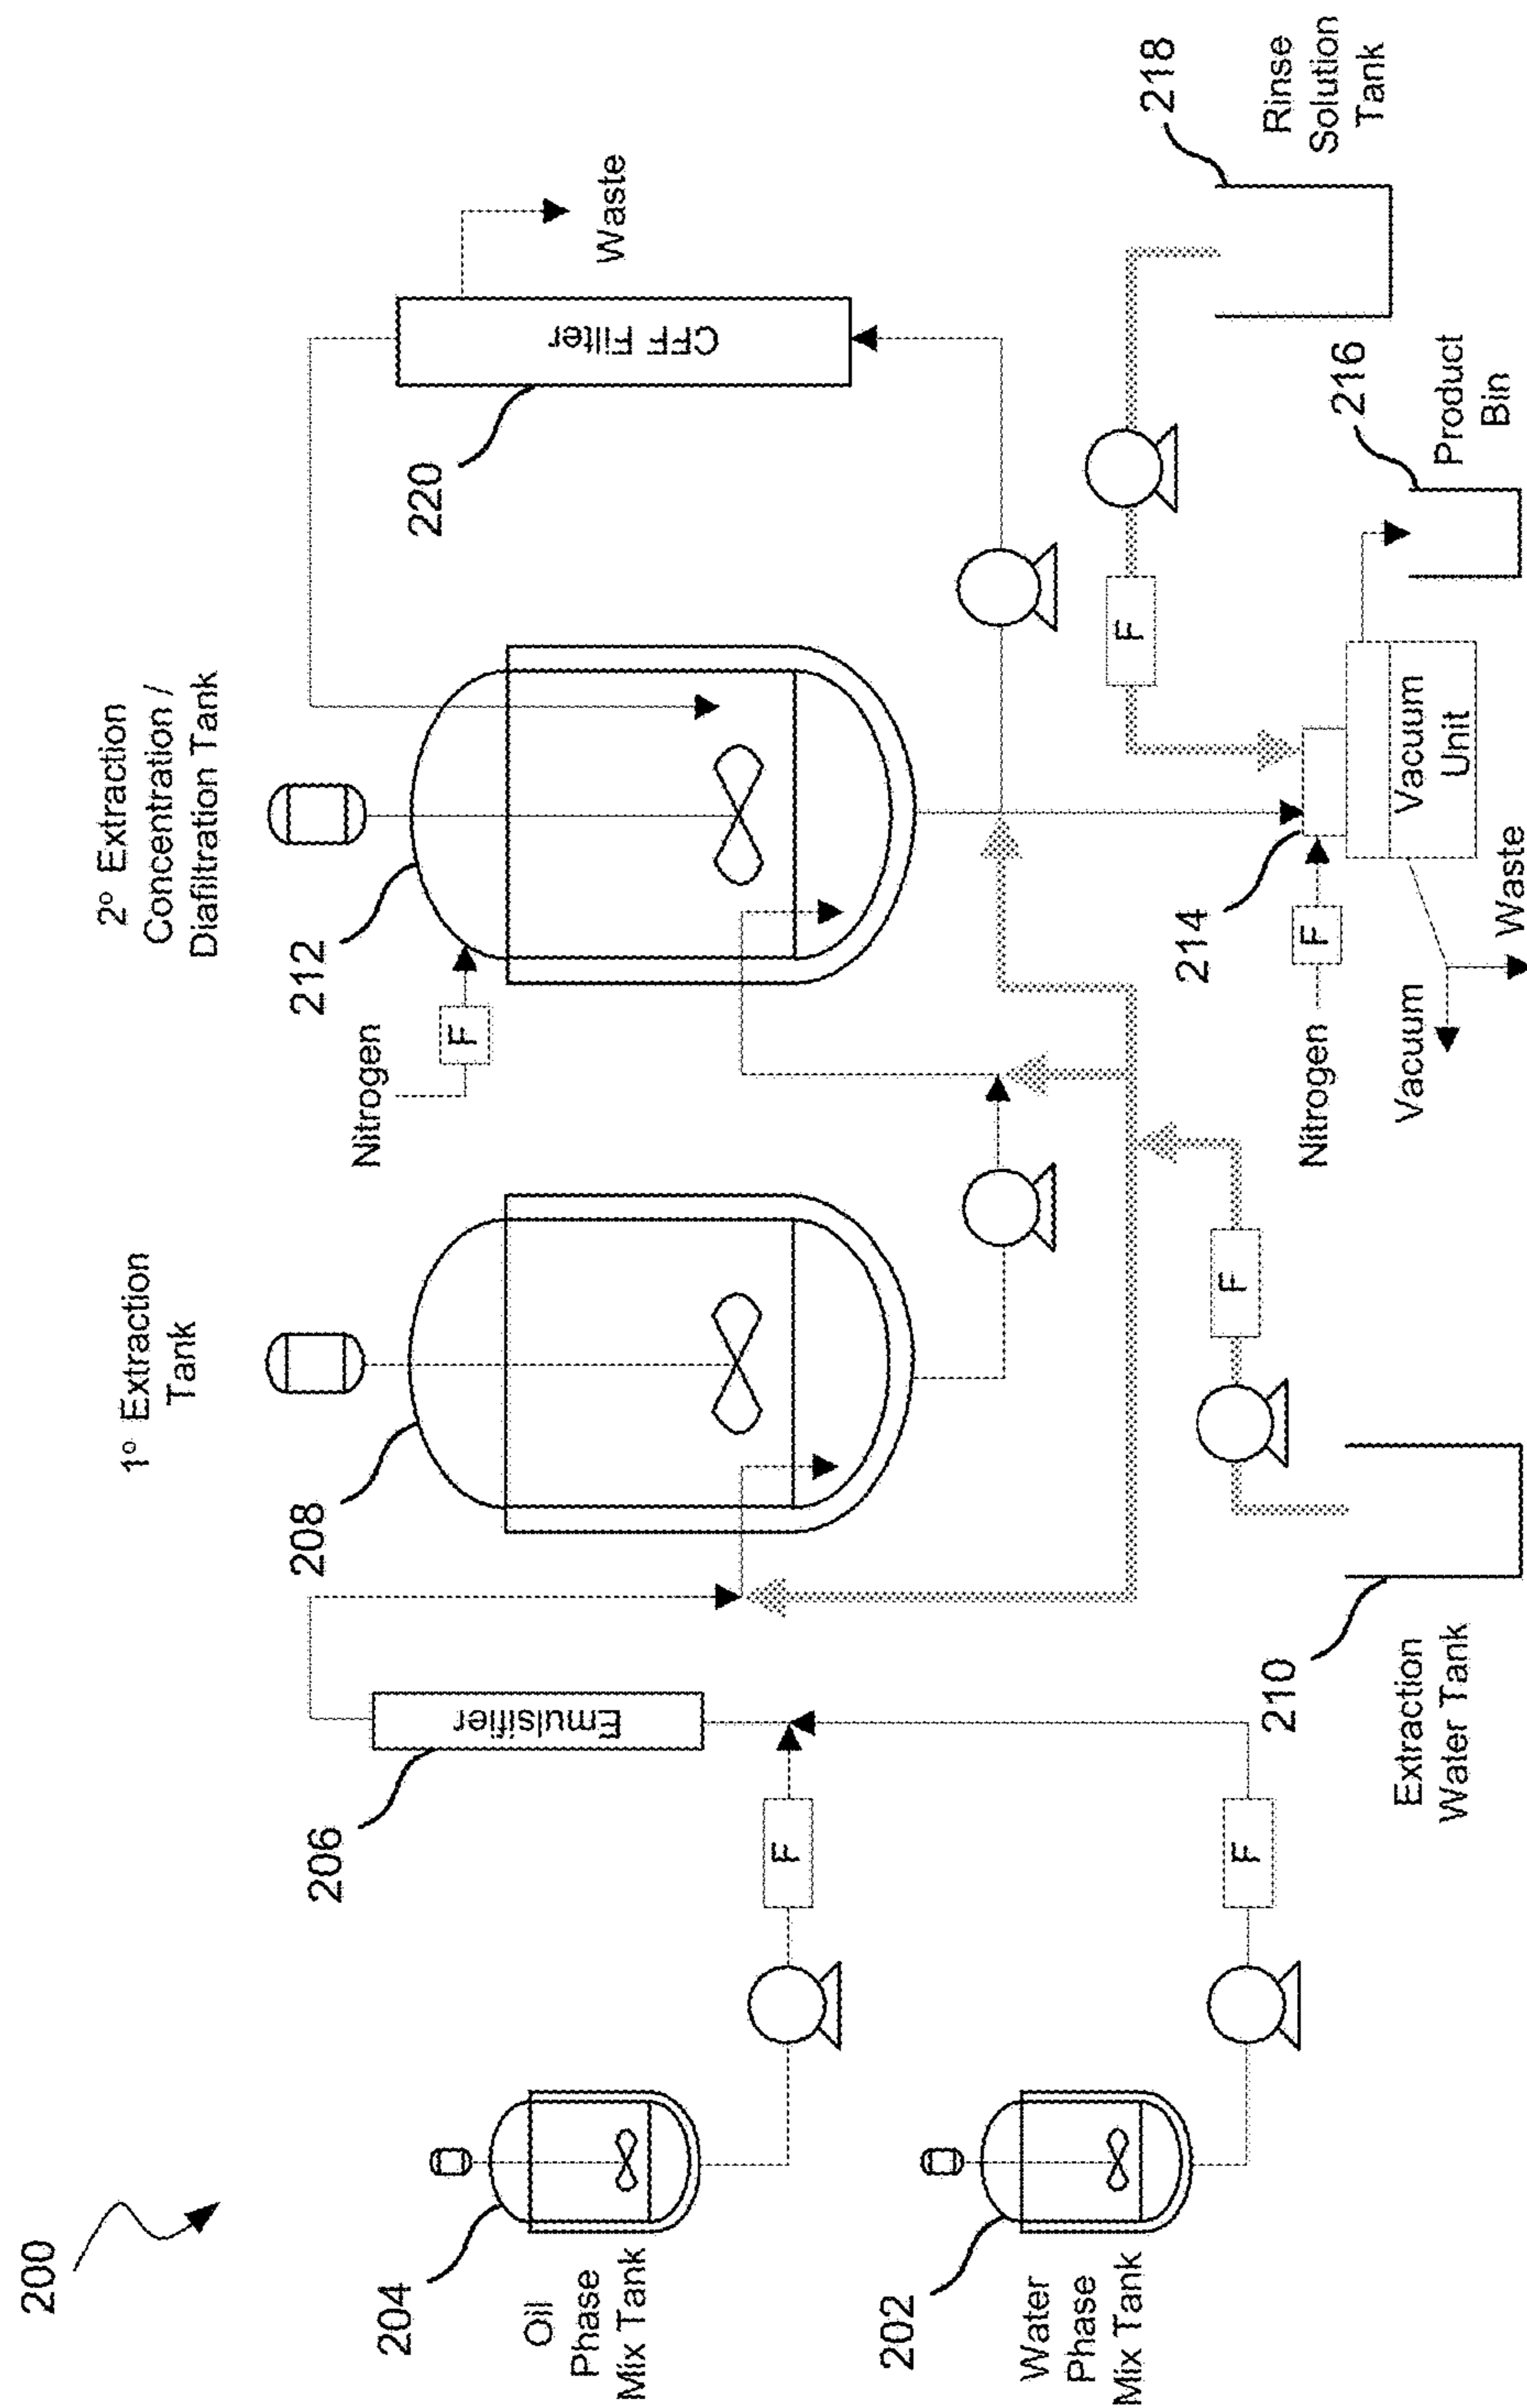 200
204
Oil
Phase
Mix Tank
202
Water
Phase
Mix Tank
F
F
206
Emulsifier
1° Extraction
Tank
208
210
Extraction
Water Tank
F
2° Extraction
Concentration /
Diafiltration Tank
212
Nitrogen
F
220
CFF Filter
Waste
F
214
Nitrogen
F
Vacuum
Unit
Vacuum
Waste
216
Product
Bin
218
Rinse
Solution
Tank